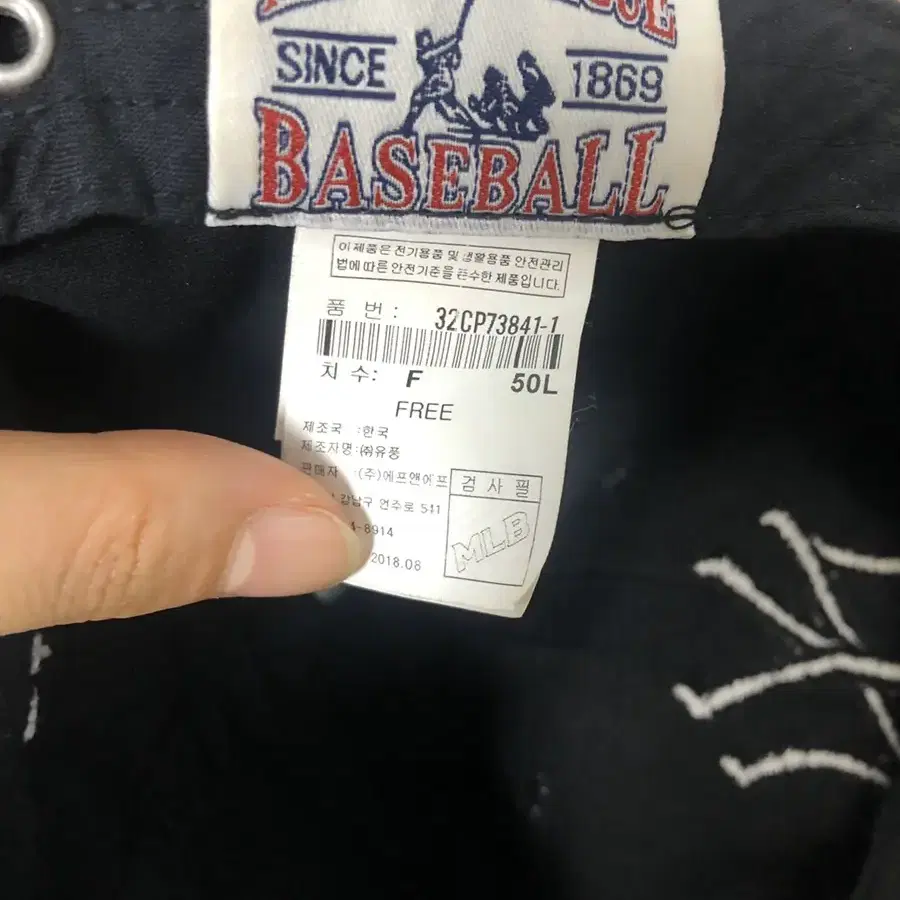 SINCE 1869
BASEBALL
이 제품은 전기용품 및 생활용품 안전관리
법에 따른 안전기준을 준수한 제품입니다.
품 번: 32CP73841-1
치 수: F 50L
FREE
제조국 :한국
제조자명:㈜유풍
판매자 :(주)에프앤에프
검 사 필
강남구 언주로 541
4-8914
MLB
2018.08